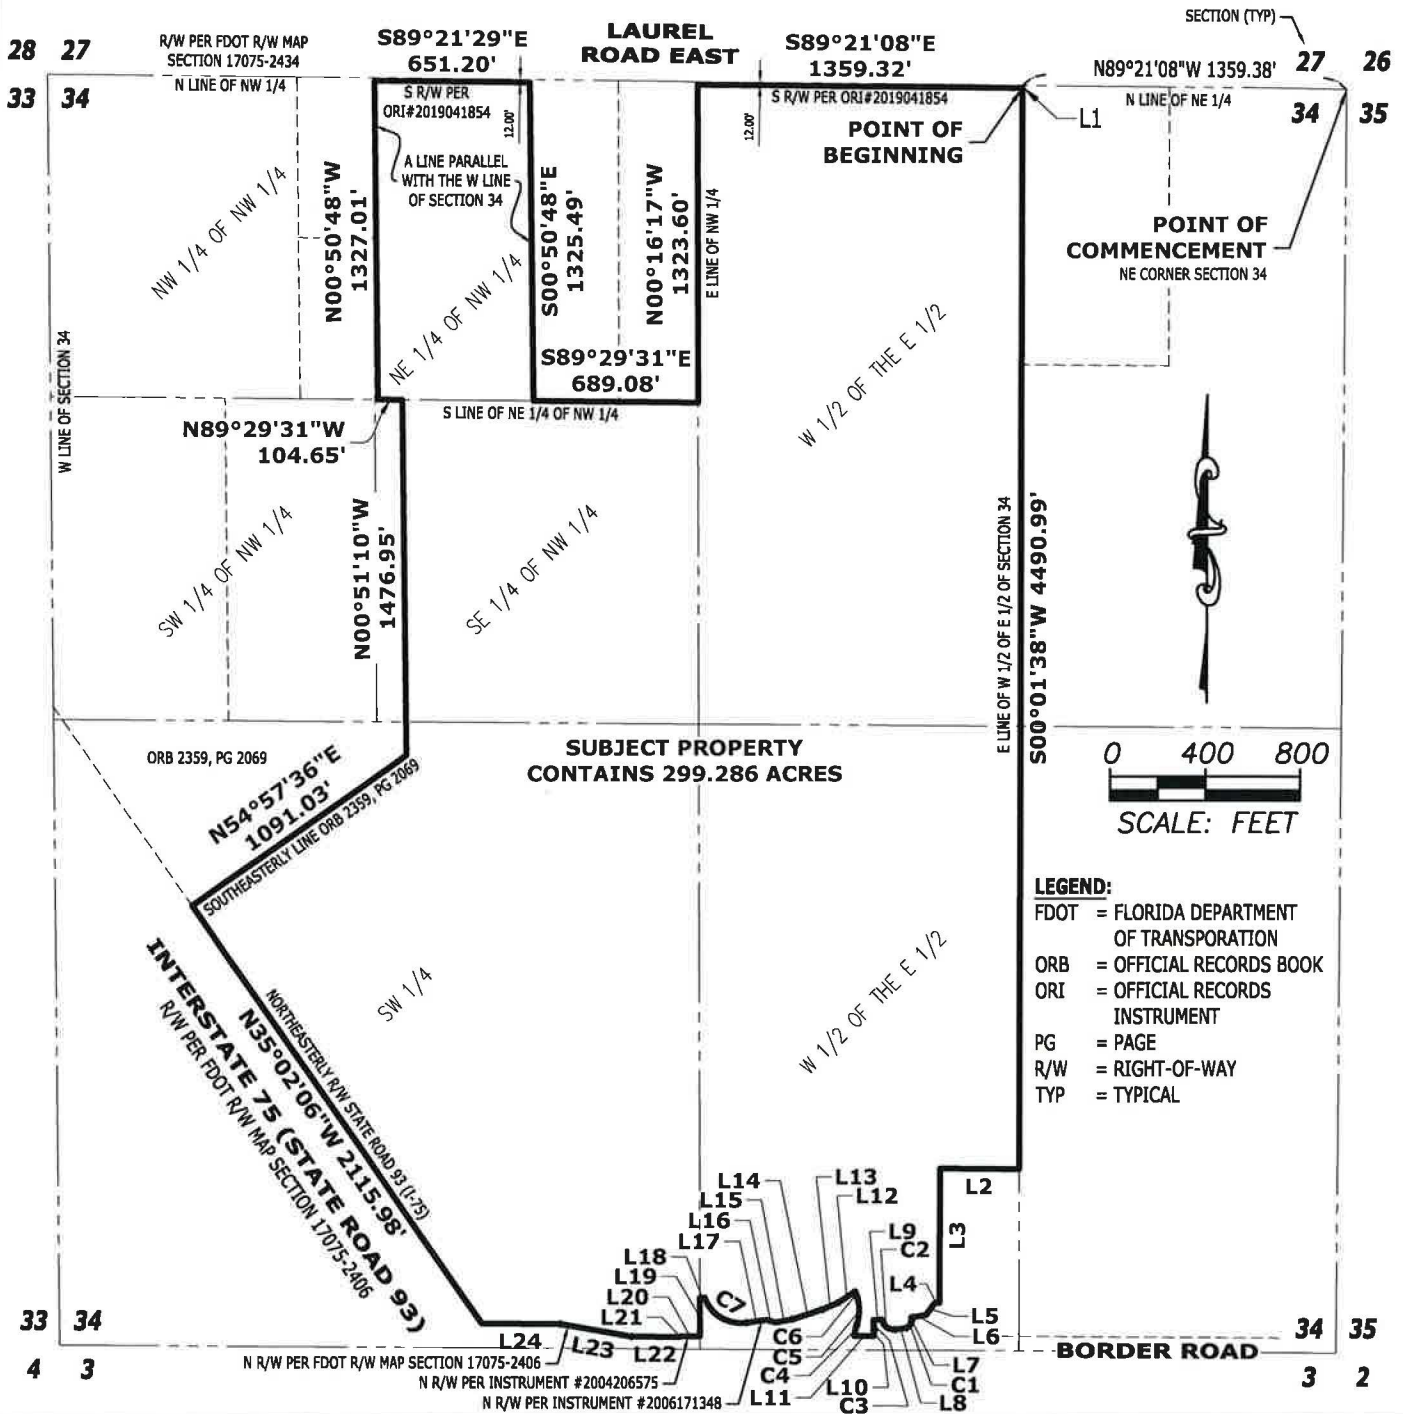 SECTION (TYP)
28 27
33 34
R/W PER FDOT R/W MAP
SECTION 17075-2434
N LINE OF NW 1/4
S89°21'29"E
651.20'
LAUREL
ROAD EAST
S89°21'08"E
1359.32'
N89°21'08"W 1359.38'
N LINE OF NE 1/4
27 26
34 35
S R/W PER
ORI#2019041854
12.00'
S R/W PER ORI#2019041854
12.00'
L1
POINT OF
BEGINNING
A LINE PARALLEL
WITH THE W LINE
OF SECTION 34
NW 1/4 OF NW 1/4
N00°50'48"W
1327.01'
NE 1/4 OF NW 1/4
S00°50'48"E
1325.49'
N00°16'17"W
1323.60'
E LINE OF NW 1/4
POINT OF
COMMENCEMENT
NE CORNER SECTION 34
W LINE OF SECTION 34
W 1/2 OF THE E 1/2
S89°29'31"E
689.08'
S LINE OF NE 1/4 OF NW 1/4
N89°29'31"W
104.65'
SW 1/4 OF NW 1/4
N00°51'10"W
1476.95'
SE 1/4 OF NW 1/4
E LINE OF W 1/2 OF E 1/2 OF SECTION 34
S00°01'38"W 4490.99'
ORB 2359, PG 2069
SUBJECT PROPERTY
CONTAINS 299.286 ACRES
0 400 800
SCALE: FEET
N54°57'36"E
1091.03'
SOUTHEASTERLY LINE ORB 2359, PG 2069
LEGEND:
FDOT = FLORIDA DEPARTMENT
OF TRANSPORATION
ORB = OFFICIAL RECORDS BOOK
ORI = OFFICIAL RECORDS
INSTRUMENT
PG = PAGE
R/W = RIGHT-OF-WAY
TYP = TYPICAL
SW 1/4
W 1/2 OF THE E 1/2
NORTHEASTERLY R/W STATE ROAD 93 (I-75)
N35°02'06"W 2115.98'
INTERSTATE 75 (STATE ROAD 93)
R/W PER FDOT R/W MAP SECTION 17075-2406
L2
L3
L14
L13
L15
L12
L16
L17
L9
C2
L18
L19
L20
L21
C7
L4
L5
L6
33 34
4 3
L24
L23
L22
C6
C5
C4
L11
L10
C3
L7
C1
L8
BORDER ROAD
34 35
3 2
N R/W PER FDOT R/W MAP SECTION 17075-2406
N R/W PER INSTRUMENT #2004206575
N R/W PER INSTRUMENT #2006171348